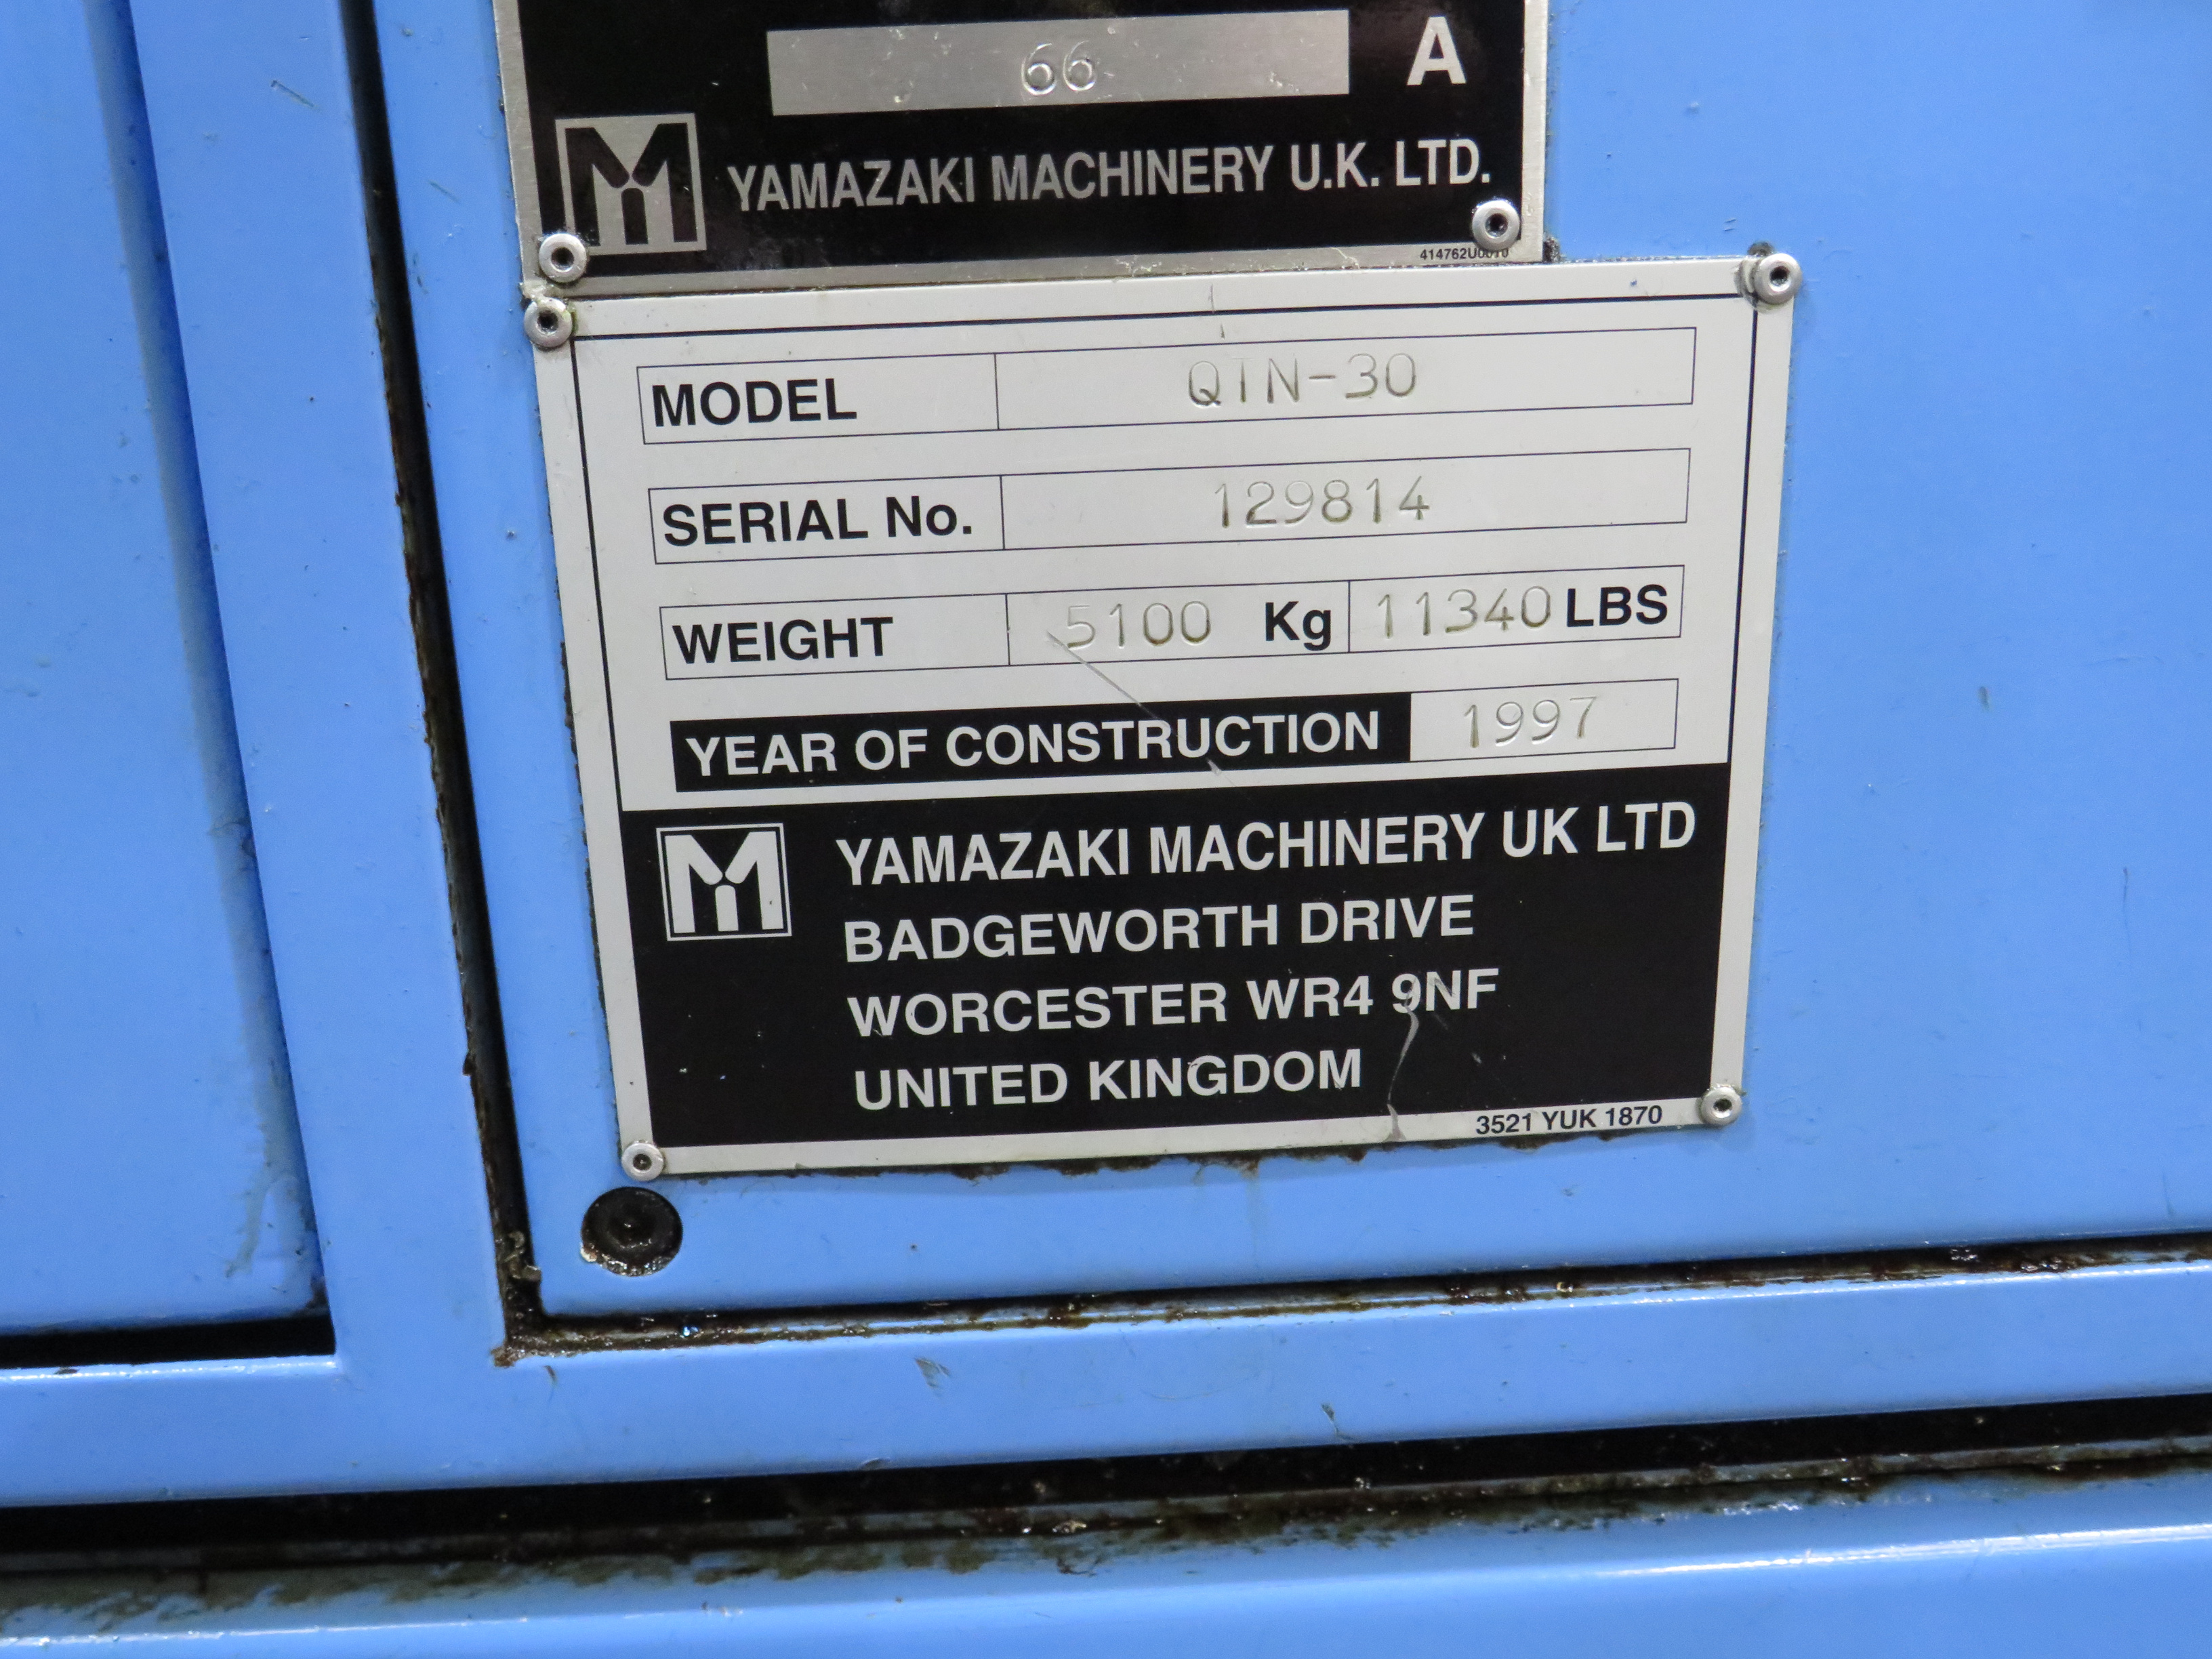 66 A
YAMAZAKI MACHINERY U.K. LTD.
MODEL QTN-30
SERIAL No. 129814
WEIGHT 5100 Kg 11340 LBS
YEAR OF CONSTRUCTION 1997
YAMAZAKI MACHINERY UK LTD
BADGEWORTH DRIVE
WORCESTER WR4 9NF
UNITED KINGDOM
3521 YUK 1870